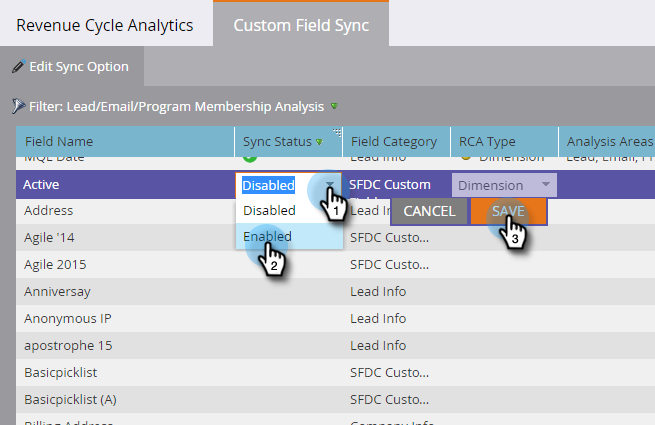 Revenue Cycle Analytics Custom Field Sync
Edit Sync Option
Filter: Lead/Email/Program Membership Analysis
Field Name Sync Status Field Category RCA Type Analysis Areas
MQL Date Lead Info Dimension Lead, Email,
Active Disabled SFDC Custom Dimension
1
Address Disabled Lead CANCEL SAVE
3
Agile '14 Enabled SFDC Custo...
2
Agile 2015 SFDC Custo...
Anniversay Lead Info
Anonymous IP Lead Info
apostrophe 15 Lead Info
Basicpicklist SFDC Custo...
Basicpicklist (A) SFDC Custo...
Billing Address Company Info